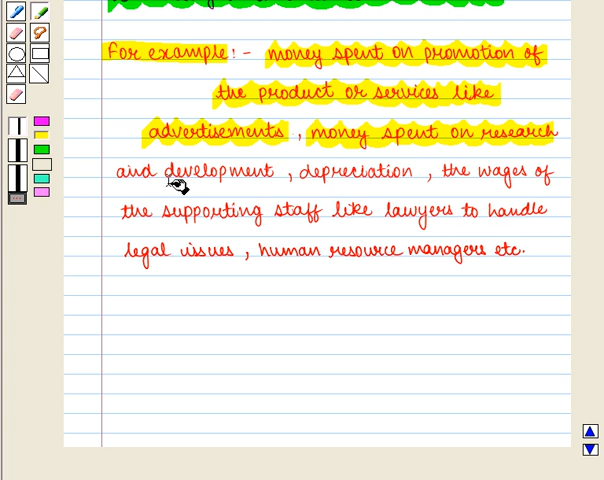 For example:- money spent on promotion of
the product or services like
advertisements, money spent on research
and development, depreciation, the wages of
the supporting staff like lawyers to handle
legal issues, human resource managers etc.